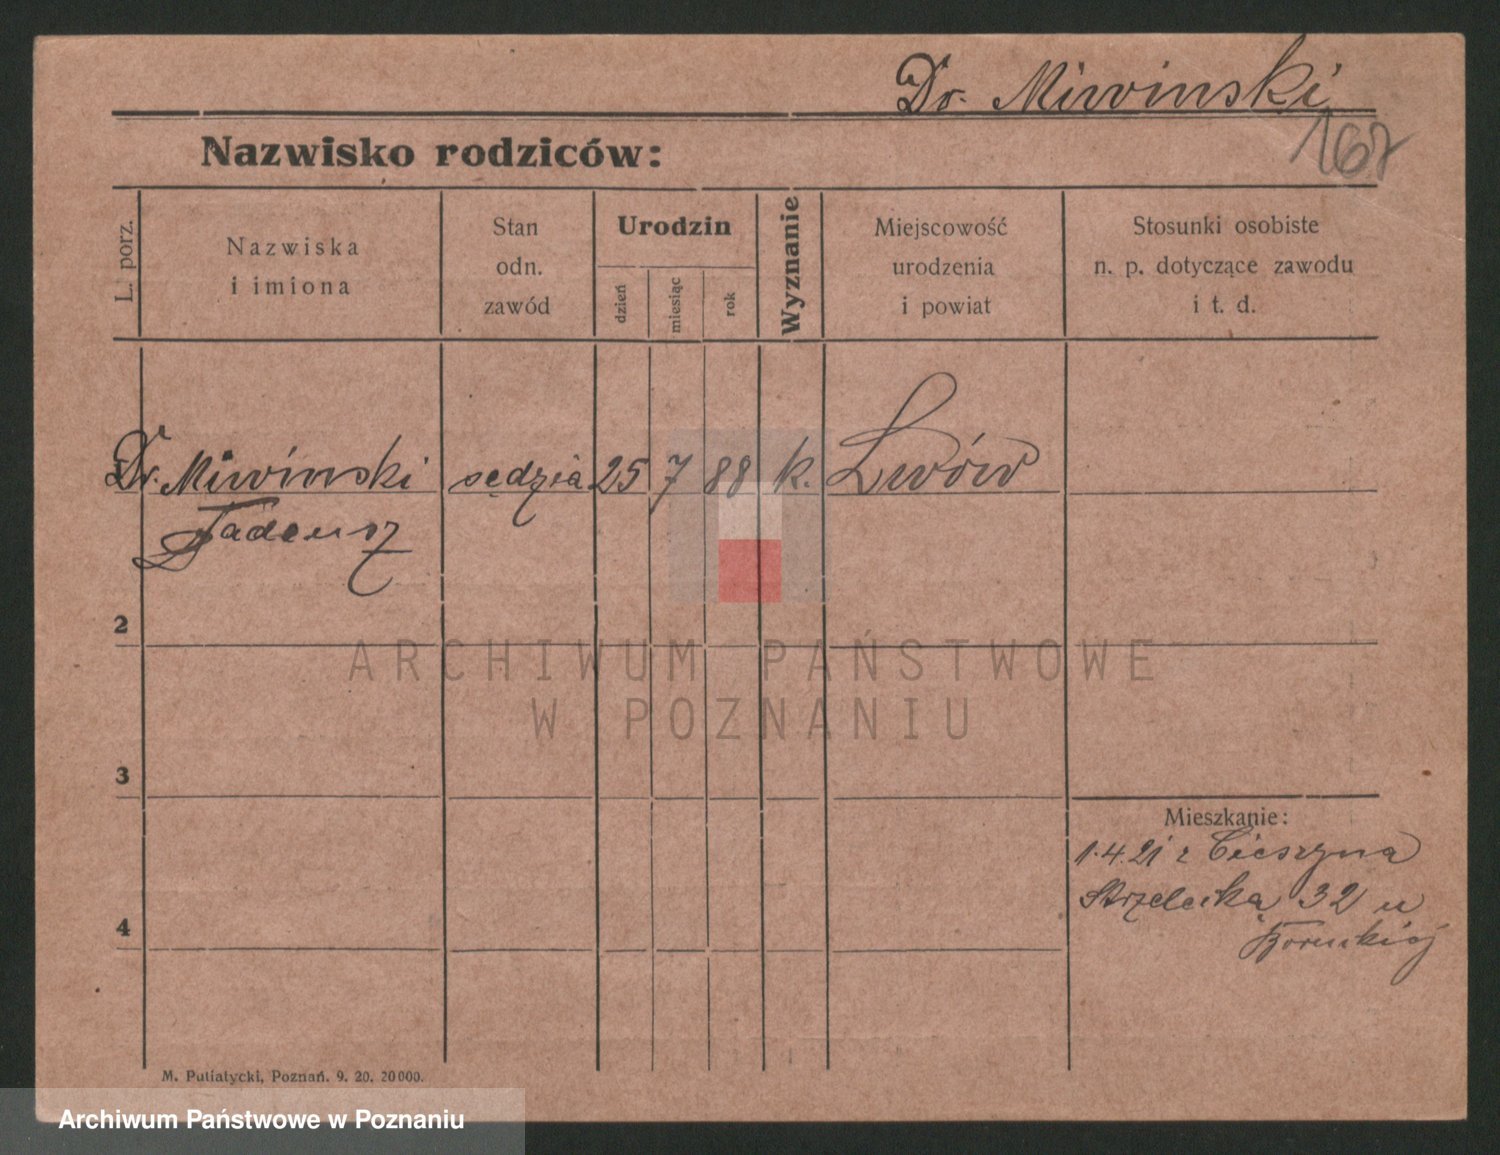 Dr. Miwinski
167
Nazwisko rodziców:
L. porz.
Nazwiska
i imiona
Stan
odn.
zawód
Urodzin
dzień
miesiąc
rok
Wyznanie
Miejscowość
urodzenia
i powiat
Stosunki osobiste
n. p. dotyczące zawodu
i t. d.
Dr. Miwinski sędzia 25 7 88 k. Lwów
Tadeusz
2
ARCHIWUM PAŃSTWOWE
W POZNANIU
3
Mieszkanie:
1.4.21 z Cieszyna
Strzelecka 32 u
4
M. Putiatycki, Poznań. 9. 20. 20000.
Archiwum Państwowe w Poznaniu